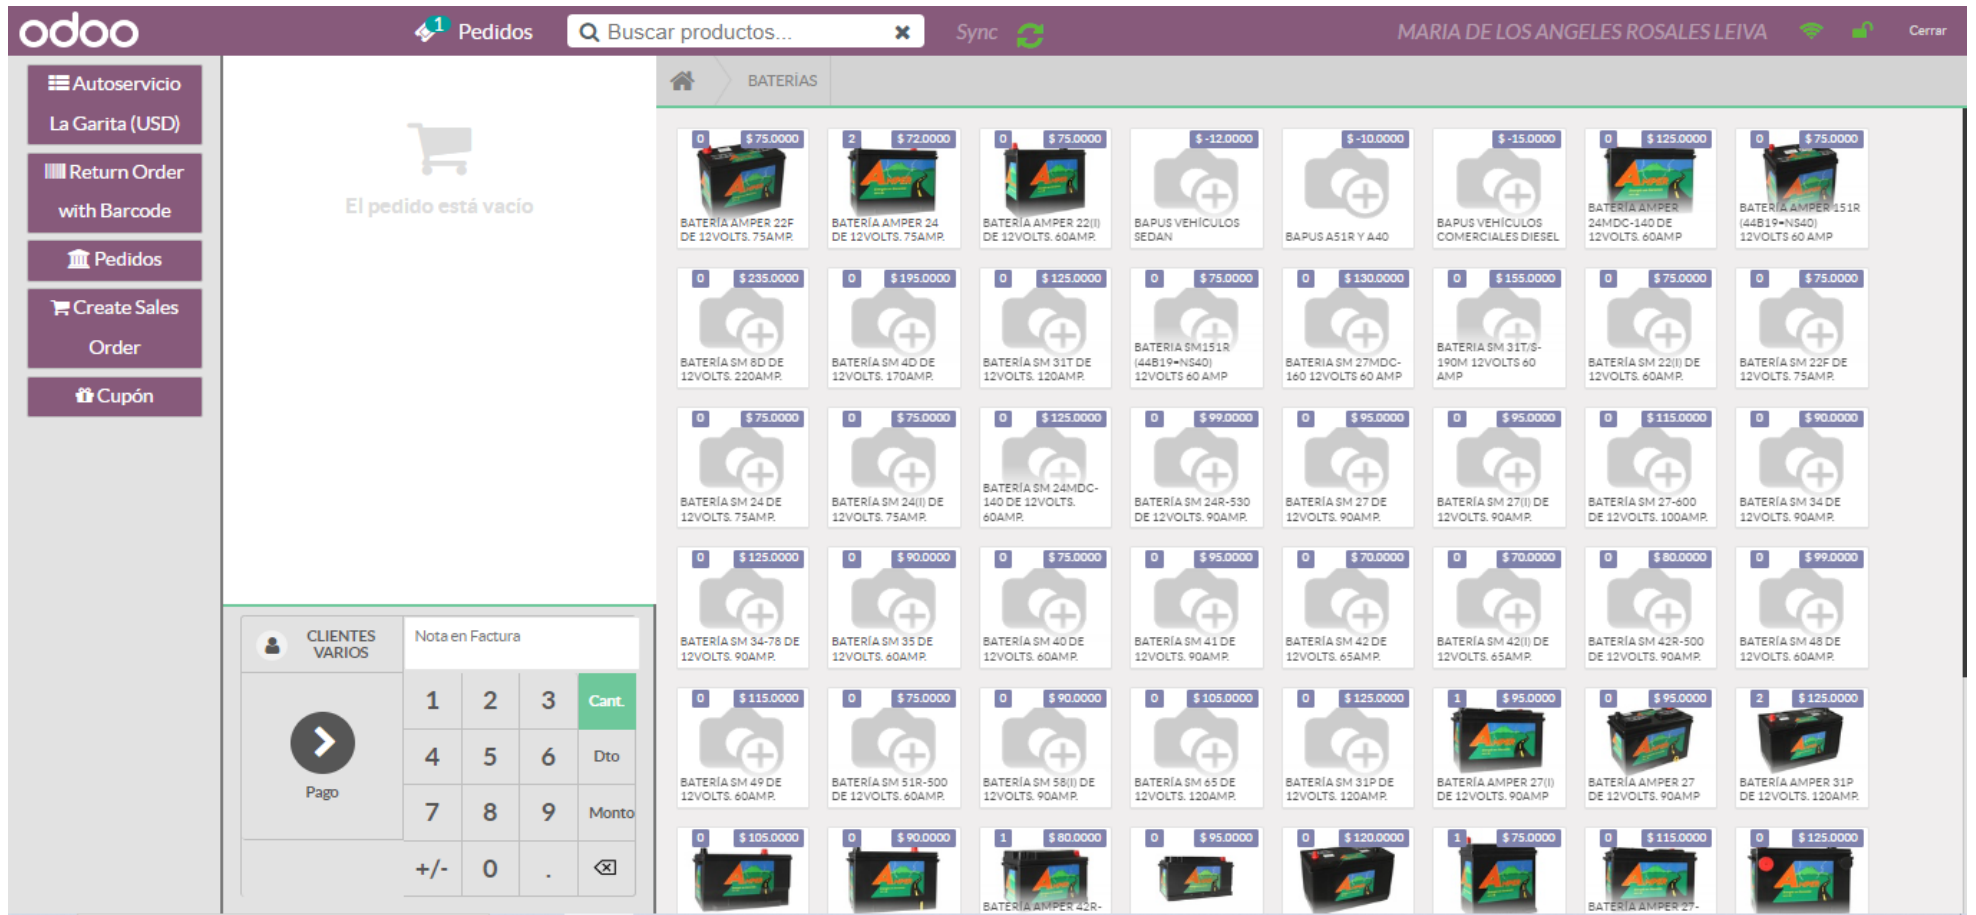 odoo
1 Pedidos
Buscar productos...
Sync
MARIA DE LOS ANGELES ROSALES LEIVA
Cerrar
Autoservicio
La Garita (USD)
Return Order
with Barcode
Pedidos
Create Sales
Order
Cupón
El pedido está vacío
CLIENTES
VARIOS
Nota en Factura
Pago
1 2 3 Cant.
4 5 6 Dto
7 8 9 Monto
+/- 0 .
BATERÍAS
0 $ 75.0000
BATERÍA AMPER 22F
DE 12VOLTS. 75AMP.
2 $ 72.0000
BATERÍA AMPER 24
DE 12VOLTS. 75AMP.
0 $ 75.0000
BATERÍA AMPER 22(I)
DE 12VOLTS. 60AMP.
$ -12.0000
BAPUS VEHÍCULOS
SEDAN
$ -10.0000
BAPUS A51R Y A40
$ -15.0000
BAPUS VEHÍCULOS
COMERCIALES DIESEL
0 $ 125.0000
BATERÍA AMPER
24MDC-140 DE
12VOLTS. 60AMP
0 $ 75.0000
BATERÍA AMPER 151R
(44B19=NS40)
12VOLTS 60 AMP
0 $ 235.0000
BATERÍA SM 8D DE
12VOLTS. 220AMP.
0 $ 195.0000
BATERÍA SM 4D DE
12VOLTS. 170AMP.
0 $ 125.0000
BATERÍA SM 31T DE
12VOLTS. 120AMP.
0 $ 75.0000
BATERIA SM151R
(44B19=NS40)
12VOLTS 60 AMP
0 $ 130.0000
BATERIA SM 27MDC-
160 12VOLTS 60 AMP
0 $ 155.0000
BATERIA SM 31T/S-
190M 12VOLTS 60
AMP
0 $ 75.0000
BATERÍA SM 22(I) DE
12VOLTS. 60AMP.
0 $ 75.0000
BATERÍA SM 22F DE
12VOLTS. 75AMP.
0 $ 75.0000
BATERÍA SM 24 DE
12VOLTS. 75AMP.
0 $ 75.0000
BATERÍA SM 24(I) DE
12VOLTS. 75AMP.
0 $ 125.0000
BATERÍA SM 24MDC-
140 DE 12VOLTS.
60AMP.
0 $ 99.0000
BATERÍA SM 24R-530
DE 12VOLTS. 90AMP.
0 $ 95.0000
BATERÍA SM 27 DE
12VOLTS. 90AMP.
0 $ 95.0000
BATERÍA SM 27(I) DE
12VOLTS. 90AMP.
0 $ 115.0000
BATERÍA SM 27-600
DE 12VOLTS. 100AMP.
0 $ 90.0000
BATERÍA SM 34 DE
12VOLTS. 90AMP.
0 $ 125.0000
BATERÍA SM 34-78 DE
12VOLTS. 90AMP.
0 $ 90.0000
BATERÍA SM 35 DE
12VOLTS. 60AMP.
0 $ 75.0000
BATERÍA SM 40 DE
12VOLTS. 60AMP.
0 $ 95.0000
BATERÍA SM 41 DE
12VOLTS. 90AMP.
0 $ 70.0000
BATERÍA SM 42 DE
12VOLTS. 65AMP.
0 $ 70.0000
BATERÍA SM 42(I) DE
12VOLTS. 65AMP.
0 $ 80.0000
BATERÍA SM 42R-500
DE 12VOLTS. 90AMP.
0 $ 99.0000
BATERÍA SM 48 DE
12VOLTS. 60AMP.
0 $ 115.0000
BATERÍA SM 49 DE
12VOLTS. 60AMP.
0 $ 75.0000
BATERÍA SM 51R-500
DE 12VOLTS. 60AMP.
0 $ 90.0000
BATERÍA SM 58(I) DE
12VOLTS. 90AMP.
0 $ 105.0000
BATERÍA SM 65 DE
12VOLTS. 120AMP.
0 $ 125.0000
BATERÍA SM 31P DE
12VOLTS. 120AMP.
1 $ 95.0000
BATERÍA AMPER 27(I)
DE 12VOLTS. 90AMP
0 $ 95.0000
BATERÍA AMPER 27
DE 12VOLTS. 90AMP
2 $ 125.0000
BATERÍA AMPER 31P
DE 12VOLTS. 120AMP.
0 $ 105.0000
0 $ 90.0000
1 $ 80.0000
BATERÍA AMPER 42R-
0 $ 95.0000
0 $ 120.0000
1 $ 75.0000
0 $ 115.0000
BATERÍA AMPER 27-
0 $ 125.0000